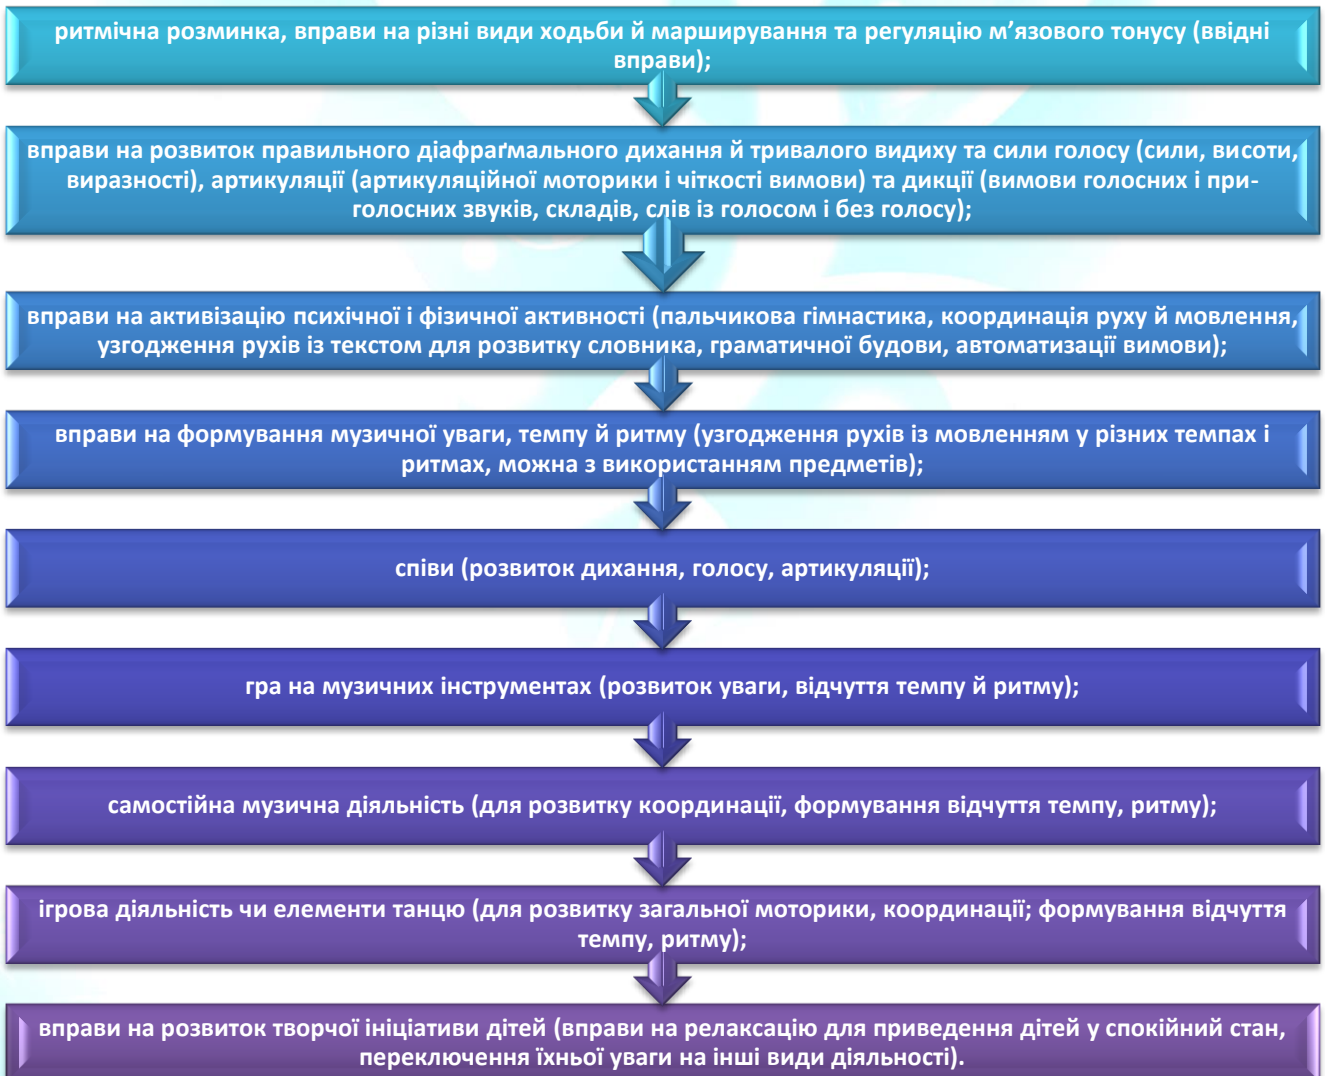 ритмічна розминка, вправи на різні види ходьби й марширування та регуляцію м’язового тонусу (ввідні
вправи);
вправи на розвиток правильного діафраґмального дихання й тривалого видиху та сили голосу (сили, висоти,
виразності), артикуляції (артикуляційної моторики і чіткості вимови) та дикції (вимови голосних і при-
голосних звуків, складів, слів із голосом і без голосу);
вправи на активізацію психічної і фізичної активності (пальчикова гімнастика, координація руху й мовлення,
узгодження рухів із текстом для розвитку словника, граматичної будови, автоматизації вимови);
вправи на формування музичної уваги, темпу й ритму (узгодження рухів із мовленням у різних темпах і
ритмах, можна з використанням предметів);
співи (розвиток дихання, голосу, артикуляції);
гра на музичних інструментах (розвиток уваги, відчуття темпу й ритму);
самостійна музична діяльність (для розвитку координації, формування відчуття темпу, ритму);
ігрова діяльність чи елементи танцю (для розвитку загальної моторики, координації; формування відчуття
темпу, ритму);
вправи на розвиток творчої ініціативи дітей (вправи на релаксацію для приведення дітей у спокійний стан,
переключення їхньої уваги на інші види діяльності).